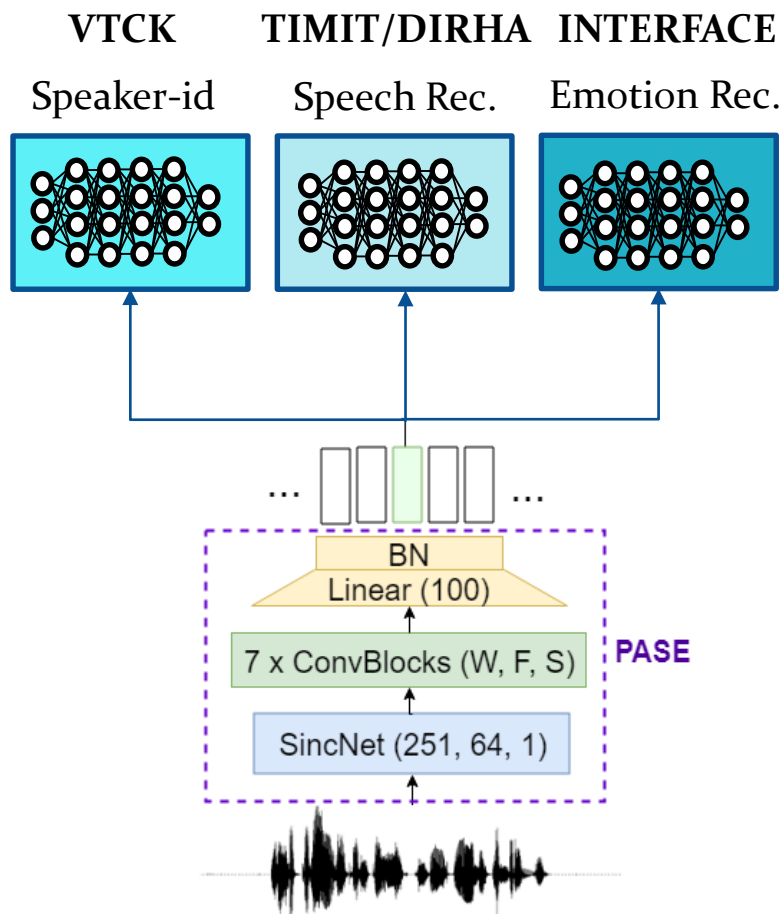 VTCK TIMIT/DIRHA INTERFACE
Speaker-id Speech Rec. Emotion Rec.
... ...
BN
Linear (100)
7 x ConvBlocks (W, F, S)
PASE
SincNet (251, 64, 1)